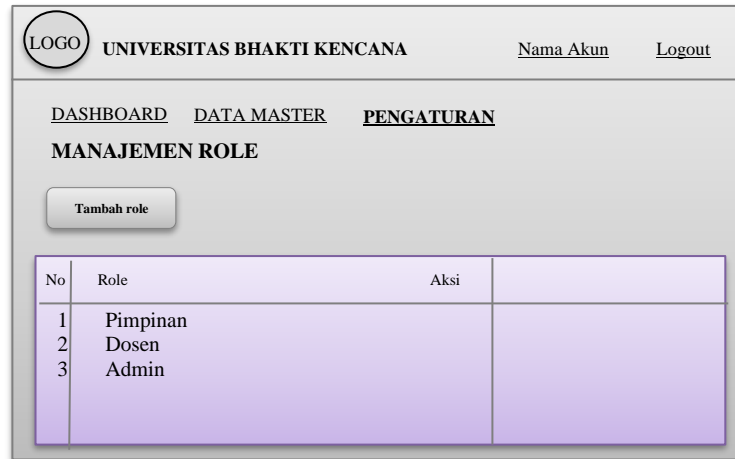 LOGO UNIVERSITAS BHAKTI KENCANA Nama Akun Logout
DASHBOARD DATA MASTER PENGATURAN
MANAJEMEN ROLE
Tambah role
No Role Aksi
1 Pimpinan
2 Dosen
3 Admin